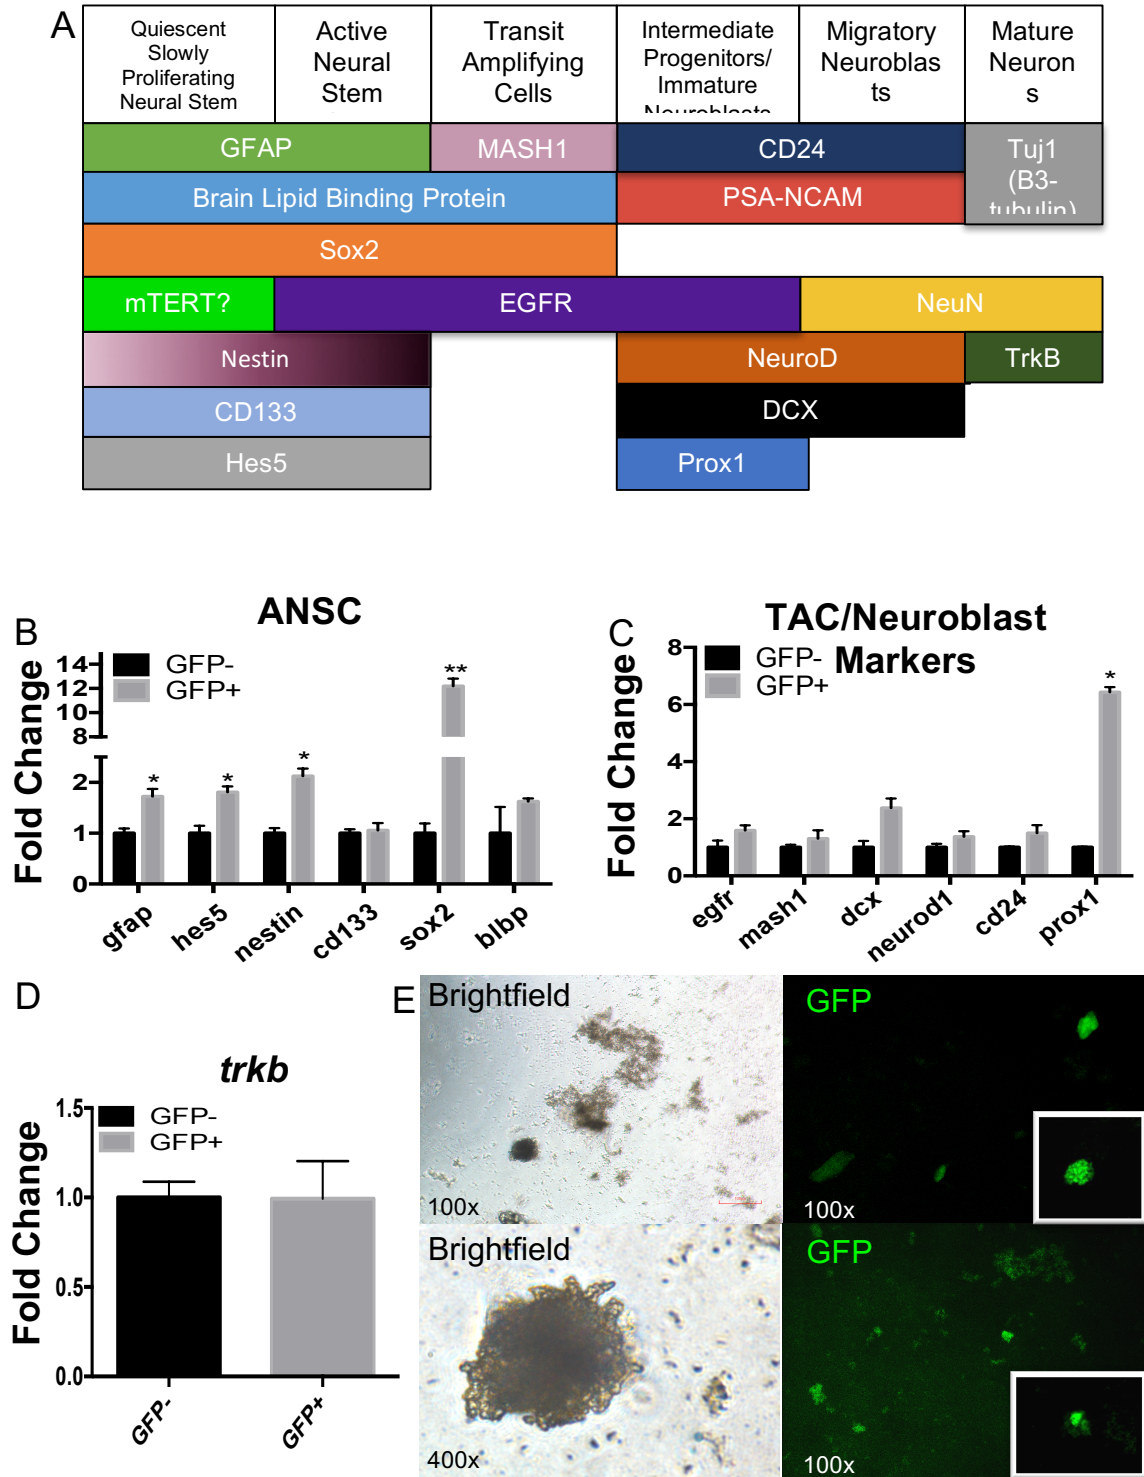 A
Quiescent
Slowly
Proliferating
Neural Stem
Active
Neural
Stem
Transit
Amplifying
Cells
Intermediate
Progenitors/
Immature
Neuroblasts
Migratory
Neuroblas
ts
Mature
Neuron
s
GFAP
MASH1
CD24
Tuj1
(B3-
tubulin)
Brain Lipid Binding Protein
PSA-NCAM
Sox2
mTERT?
EGFR
NeuN
Nestin
NeuroD
TrkB
CD133
DCX
Hes5
Prox1
B
ANSC
Fold Change
14
12
10
8
2
1
0
GFP-
GFP+
*
*
*
**
gfap
hes5
nestin
cd133
sox2
blbp
C
TAC/Neuroblast
Markers
Fold Change
8
6
4
2
0
GFP-
GFP+
*
egfr
mash1
dcx
neurod1
cd24
prox1
D
trkb
Fold Change
1.5
1.0
0.5
0.0
GFP-
GFP+
GFP-
GFP+
E
Brightfield
100x
GFP
100x
Brightfield
400x
GFP
100x